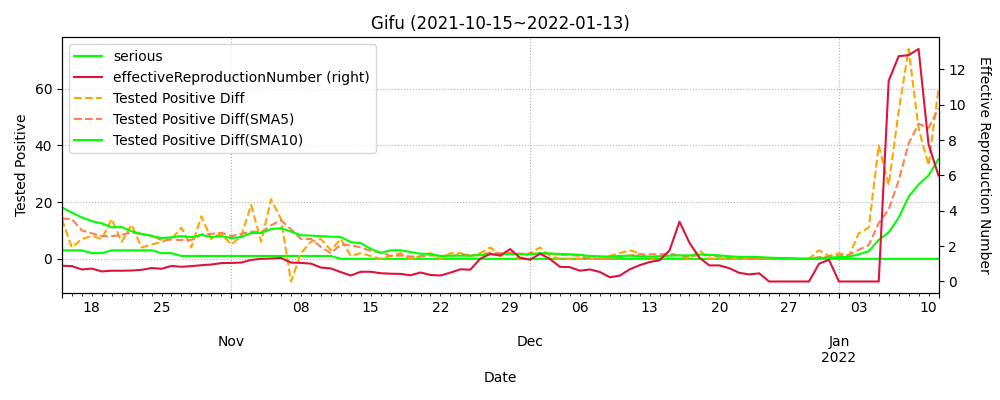 Gifu (2021-10-15~2022-01-13)
serious
effectiveReproductionNumber (right)
Tested Positive Diff
Tested Positive Diff(SMA5)
Tested Positive Diff(SMA10)
Tested Positive
60
40
20
0
Effective Reproduction Number
12
10
8
6
4
2
0
18 25 08 15 22 29 06 13 20 27 03 10
Nov Dec Jan
2022
Date